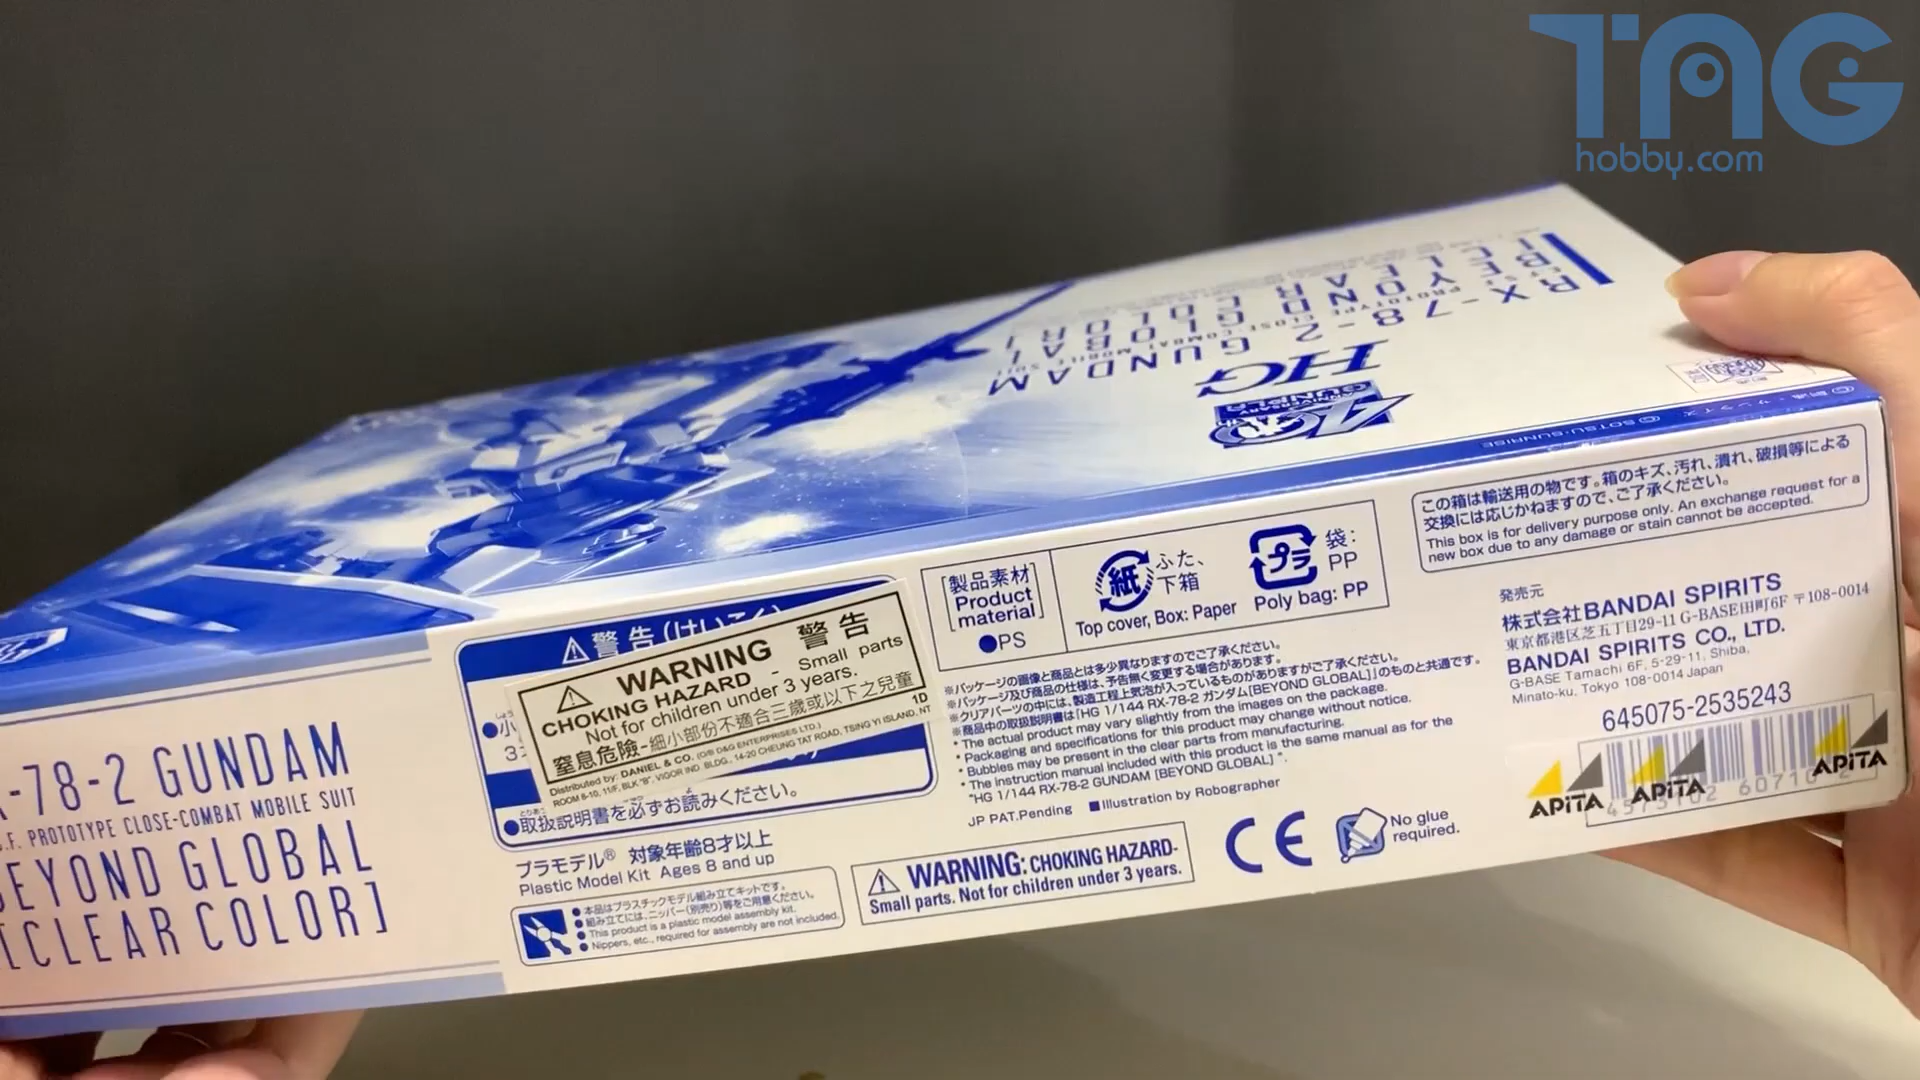 TAG
hobby.com
RX-78-2 GUNDAM
PROTOTYPE CLOSE-COMBAT MOBILE SUIT
[BEYOND GLOBAL]
[CLEAR COLOR]
HG
40
ANNIVERSARY
GUNPLA
©創通・サンライズ
©SOTSU・SUNRISE
-78-2 GUNDAM
.F. PROTOTYPE CLOSE-COMBAT MOBILE SUIT
EYOND GLOBAL
[CLEAR COLOR]
警告(けいこく)
WARNING 警告
CHOKING HAZARD - Small parts
Not for children under 3 years.
窒息危險-細小部份不適合三歲或以下之兒童
1D
Distributed by: DANIEL & CO. (O/B D&G ENTERPRISES LTD.)
ROOM 8-10, 11/F, BLK "B", VIGOR IND. BLDG., 14-20 CHEUNG TAT ROAD, TSING YI ISLAND, NT
●取扱説明書を必ずお読みください。
プラモデル® 対象年齢8才以上
Plastic Model Kit Ages 8 and up
●本品はプラスチックモデル組み立てキットです。
●組み立てには、ニッパー(別売り)等をご用意ください。
●This product is a plastic model assembly kit.
●Nippers, etc., required for assembly are not included.
[製品素材
Product
material]
●PS
紙
ふた、
下箱
Top cover, Box: Paper
プラ
袋:
PP
Poly bag: PP
※パッケージの画像と商品とは多少異なりますのでご了承ください。
※パッケージ及び商品の仕様は、予告無く変更する場合があります。
※クリアパーツの中には、製造工程上気泡が入っているものがありますがご了承ください。
※商品中の取扱説明書は「HG 1/144 RX-78-2 ガンダム[BEYOND GLOBAL]」のものと共通です。
* The actual product may vary slightly from the images on the package.
* Packaging and specifications for this product may change without notice.
* Bubbles may be present in the clear parts from manufacturing.
* The instruction manual included with this product is the same manual as for the
"HG 1/144 RX-78-2 GUNDAM [BEYOND GLOBAL]".
JP PAT.Pending ■Illustration by Robographer
WARNING: CHOKING HAZARD-
Small parts. Not for children under 3 years.
CE
No glue
required.
この箱は輸送用の物です。箱のキズ、汚れ、潰れ、破損等による
交換には応じかねますので、ご了承ください。
This box is for delivery purpose only. An exchange request for a
new box due to any damage or stain cannot be accepted.
発売元
株式会社BANDAI SPIRITS
東京都港区芝五丁目29-11 G-BASE田町6F 〒108-0014
BANDAI SPIRITS CO., LTD.
G-BASE Tamachi 6F, 5-29-11, Shiba,
Minato-ku, Tokyo 108-0014 Japan
645075-2535243
APiTA APiTA APiTA